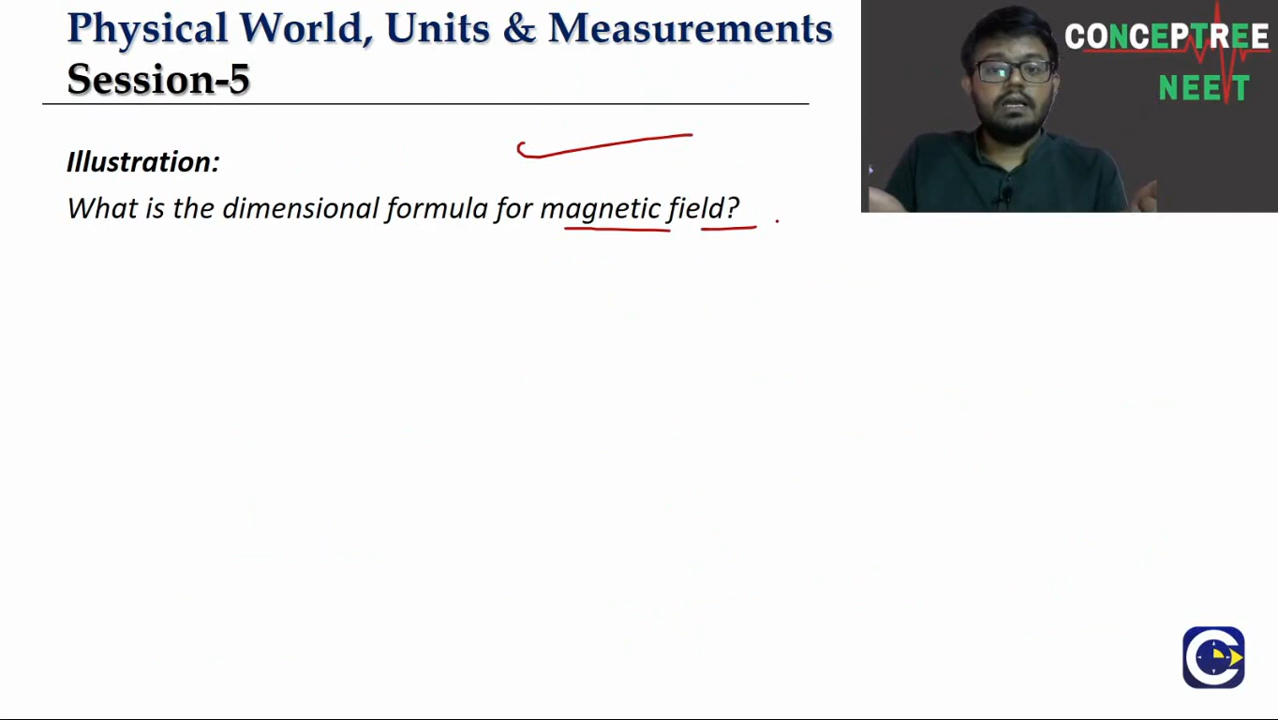 Physical World, Units & Measurements
Session-5
CONCEPTREE
NEET
Illustration:
What is the dimensional formula for magnetic field?